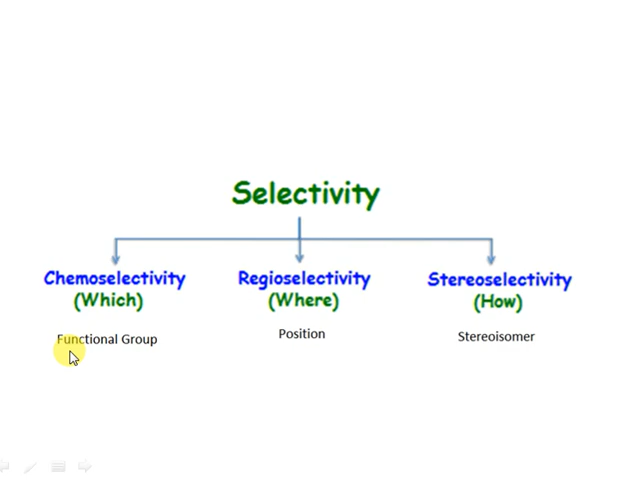 Selectivity
Chemoselectivity
(Which)
Regioselectivity
(Where)
Stereoselectivity
(How)
Functional Group
Position
Stereoisomer